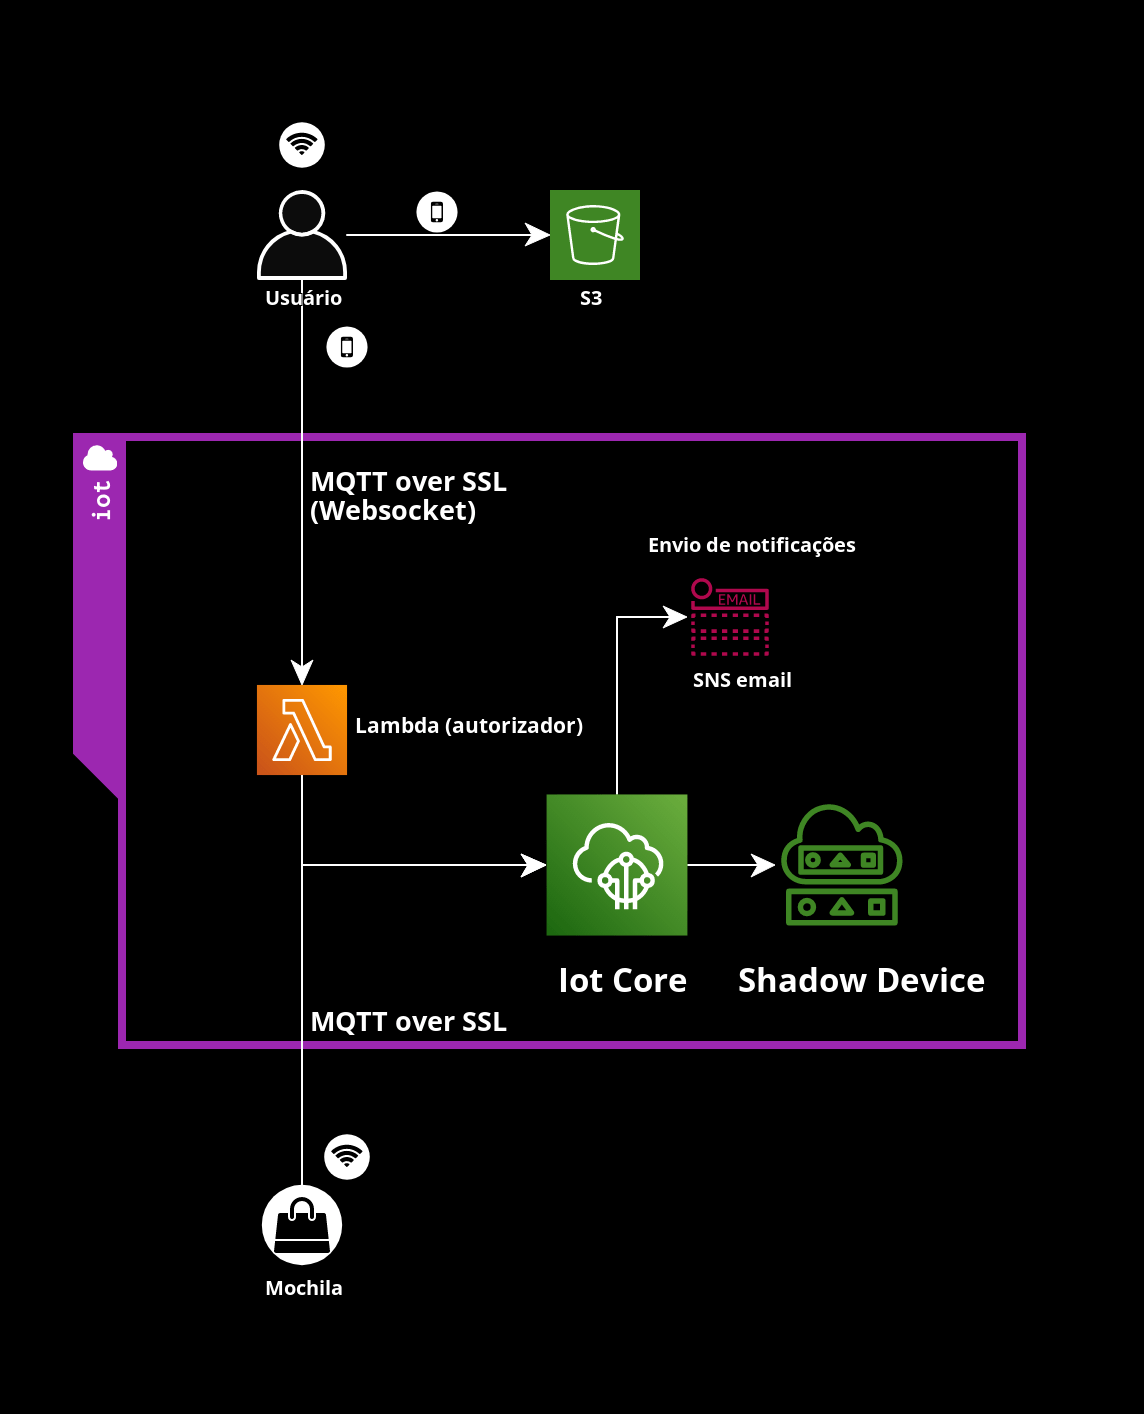 Usuário
S3
iot
MQTT over SSL
(Websocket)
Envio de notificações
EMAIL
SNS email
Lambda (autorizador)
Iot Core
Shadow Device
MQTT over SSL
Mochila